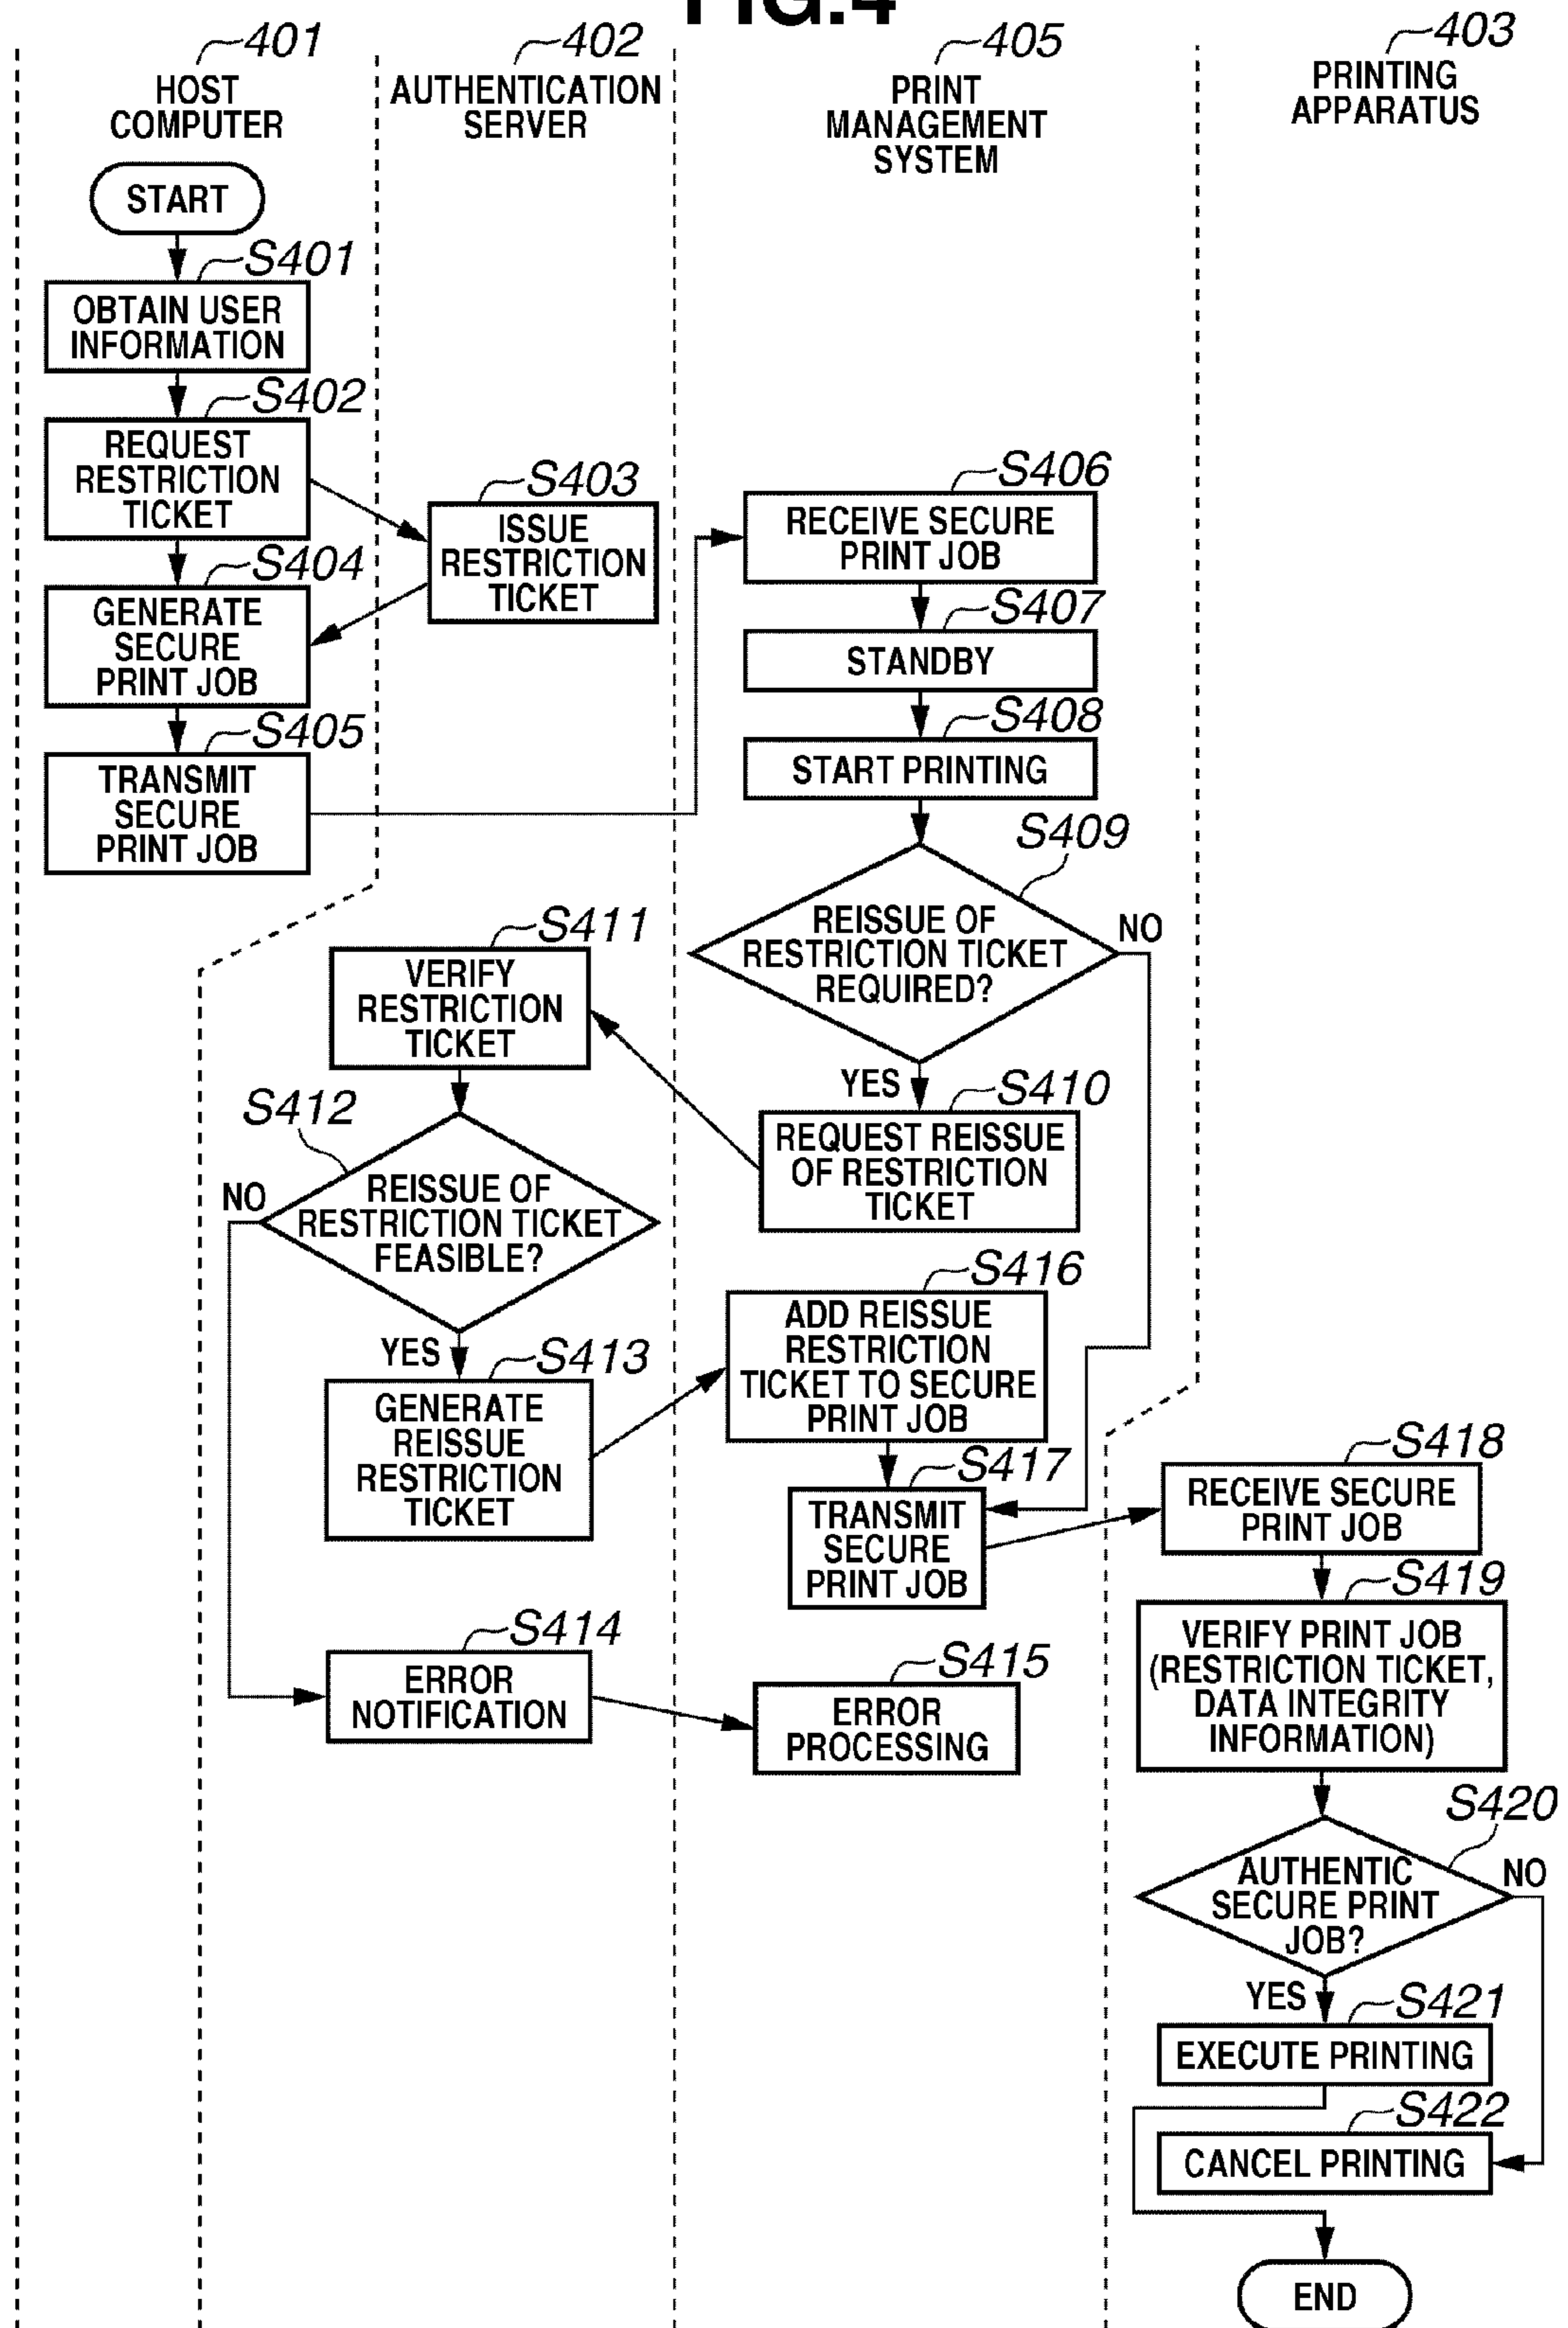 FIG.4
401
HOST
COMPUTER
402
AUTHENTICATION
SERVER
405
PRINT
MANAGEMENT
SYSTEM
403
PRINTING
APPARATUS
START
S401
OBTAIN USER
INFORMATION
S402
REQUEST
RESTRICTION
TICKET
S403
ISSUE
RESTRICTION
TICKET
S404
GENERATE
SECURE
PRINT JOB
S405
TRANSMIT
SECURE
PRINT JOB
S406
RECEIVE SECURE
PRINT JOB
S407
STANDBY
S408
START PRINTING
S409
REISSUE OF
RESTRICTION TICKET
REQUIRED?
NO
YES
S410
REQUEST REISSUE
OF RESTRICTION
TICKET
S411
VERIFY
RESTRICTION
TICKET
S412
REISSUE OF
RESTRICTION TICKET
FEASIBLE?
NO
YES
S413
GENERATE
REISSUE
RESTRICTION
TICKET
S414
ERROR
NOTIFICATION
S415
ERROR
PROCESSING
S416
ADD REISSUE
RESTRICTION
TICKET TO SECURE
PRINT JOB
S417
TRANSMIT
SECURE
PRINT JOB
S418
RECEIVE SECURE
PRINT JOB
S419
VERIFY PRINT JOB
(RESTRICTION TICKET,
DATA INTEGRITY
INFORMATION)
S420
AUTHENTIC
SECURE PRINT
JOB?
NO
YES
S421
EXECUTE PRINTING
S422
CANCEL PRINTING
END